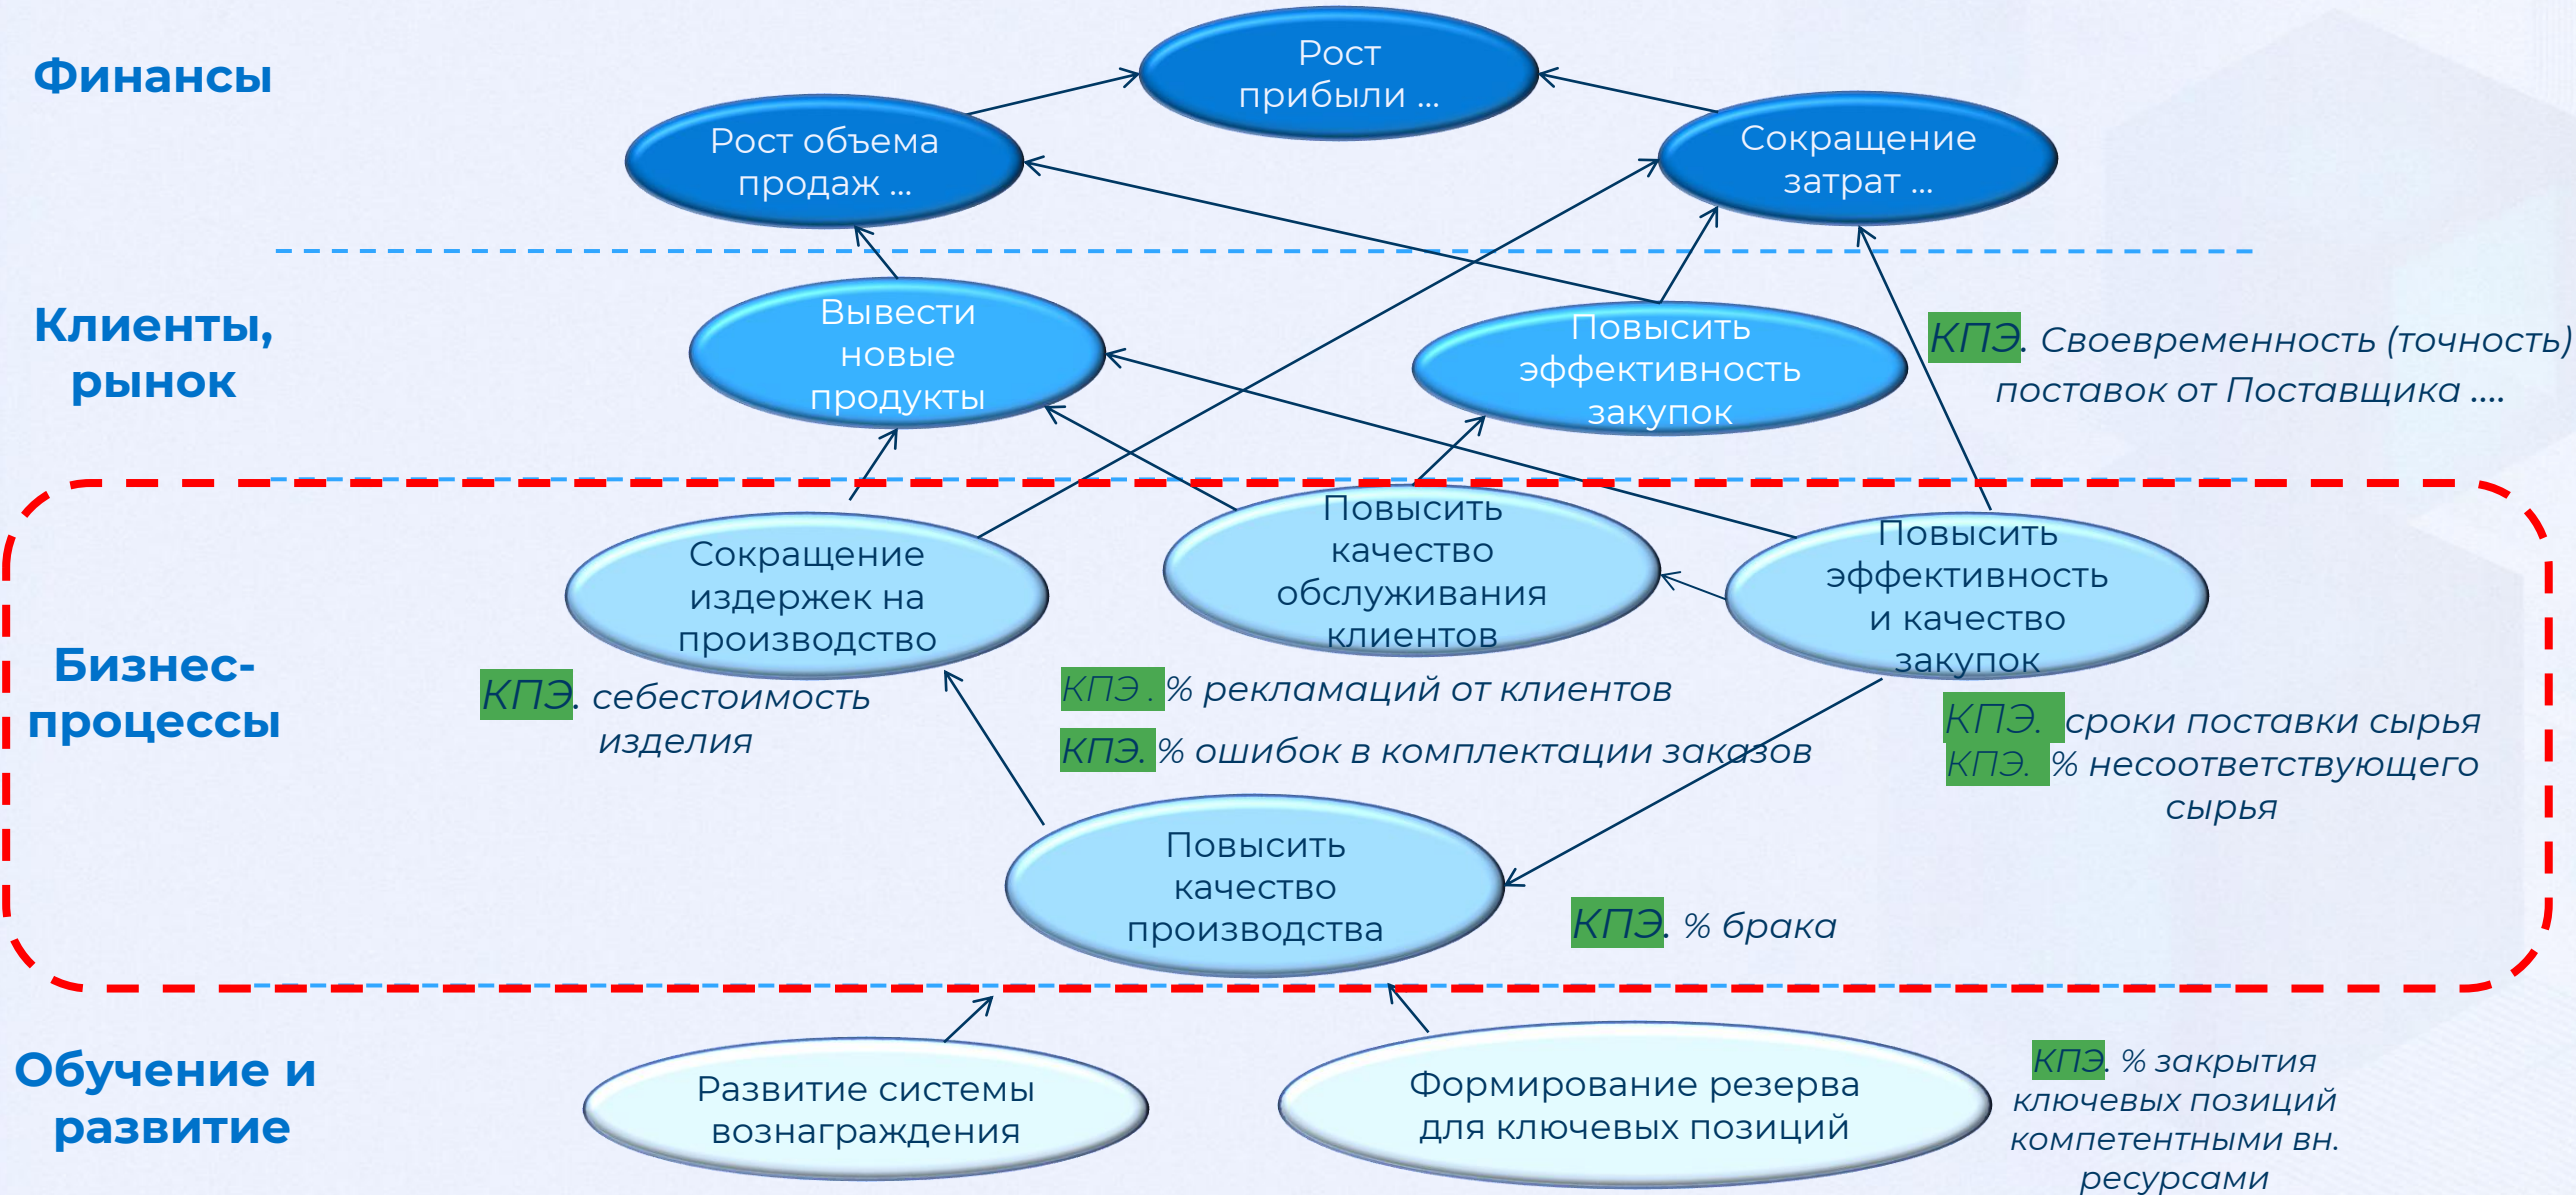 Финансы
Рост
прибыли ...
Рост объема
продаж ...
Сокращение
затрат ...
Клиенты,
рынок
Вывести
новые
продукты
Повысить
эффективность
закупок
КПЭ. Своевременность (точность)
поставок от Поставщика ....
Бизнес-
процессы
Сокращение
издержек на
производство
КПЭ. себестоимость
изделия
Повысить
качество
обслуживания
клиентов
КПЭ . % рекламаций от клиентов
КПЭ. % ошибок в комплектации заказов
Повысить
эффективность
и качество
закупок
КПЭ. сроки поставки сырья
КПЭ. % несоответствующего
сырья
Повысить
качество
производства
КПЭ. % брака
Обучение и
развитие
Развитие системы
вознаграждения
Формирование резерва
для ключевых позиций
КПЭ. % закрытия
ключевых позиций
компетентными вн.
ресурсами